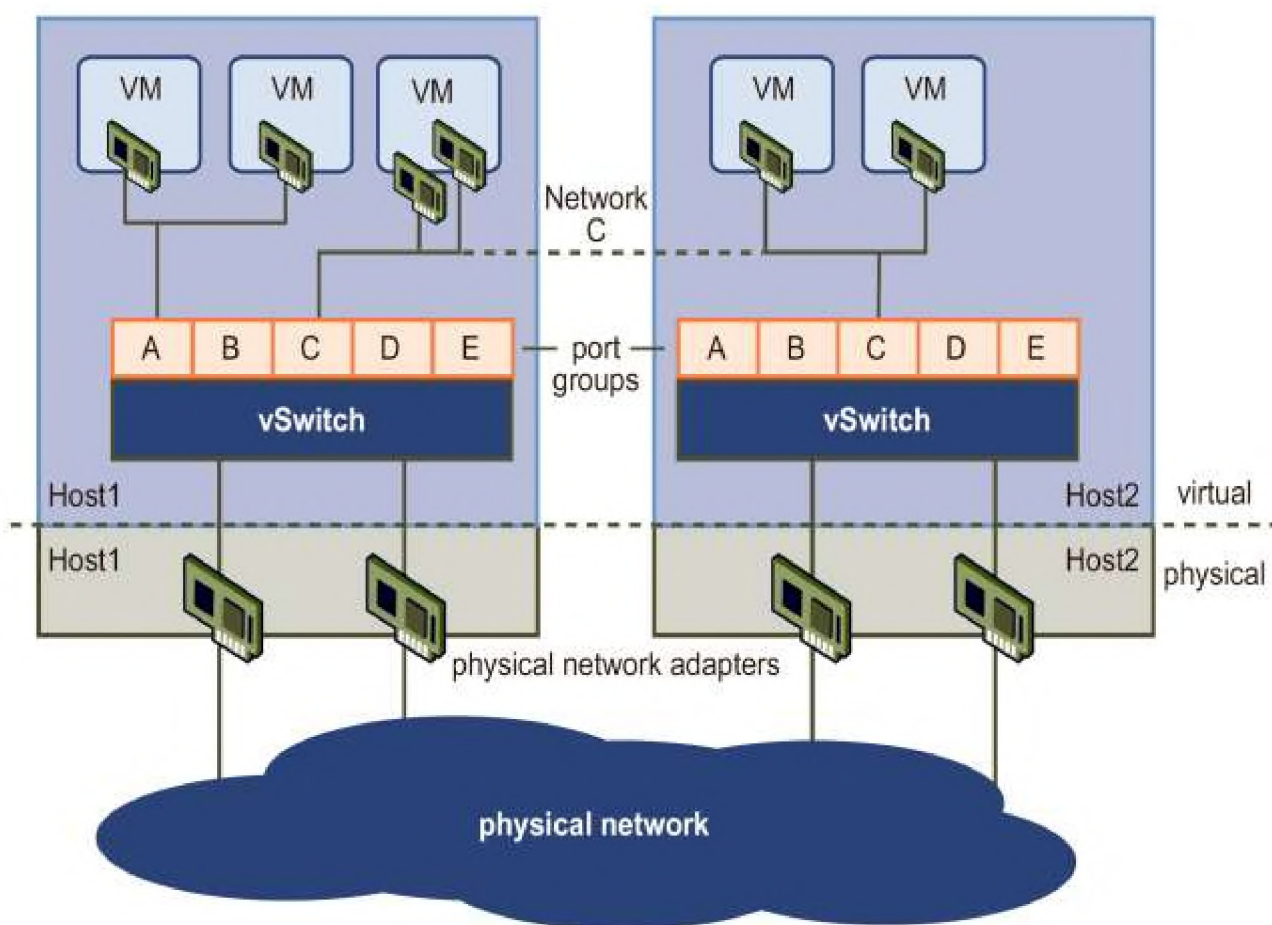 VM VM VM VM VM
Network
C
A B C D E
port
groups
A B C D E
vSwitch
vSwitch
Host1
Host2
virtual
Host1
Host2
physical
physical network adapters
physical network